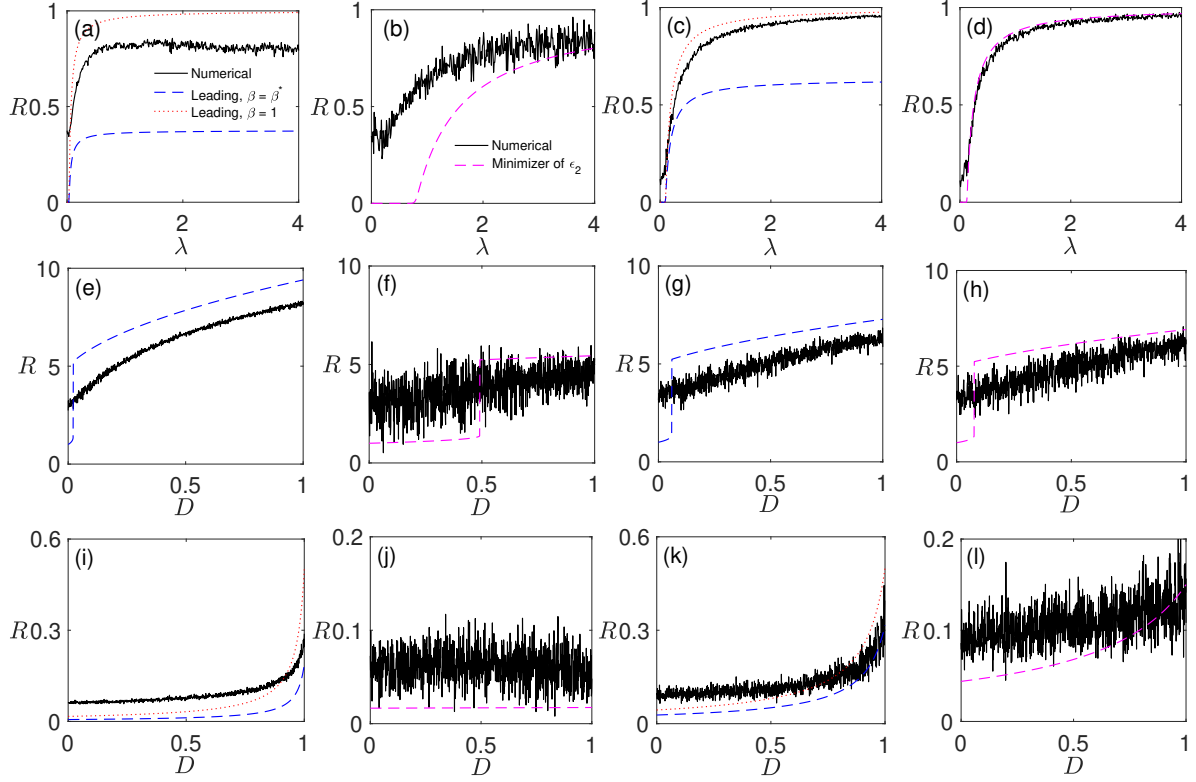 (a)
1
R 0.5
0
0 2 4
λ
Numerical
Leading, β = β*
Leading, β = 1
(b)
1
R 0.5
0
0 2 4
λ
Numerical
Minimizer of ϵ2
(c)
1
R 0.5
0
0 2 4
λ
(d)
1
R 0.5
0
0 2 4
λ
(e)
10
R 5
0
0 0.5 1
D
(f)
10
R 5
0
0 0.5 1
D
(g)
10
R 5
0
0 0.5 1
D
(h)
10
R 5
0
0 0.5 1
D
(i)
0.6
R 0.3
0
0 0.5 1
D
(j)
0.2
R 0.1
0
0 0.5 1
D
(k)
0.6
R 0.3
0
0 0.5 1
D
(l)
0.2
R 0.1
0
0 0.5 1
D